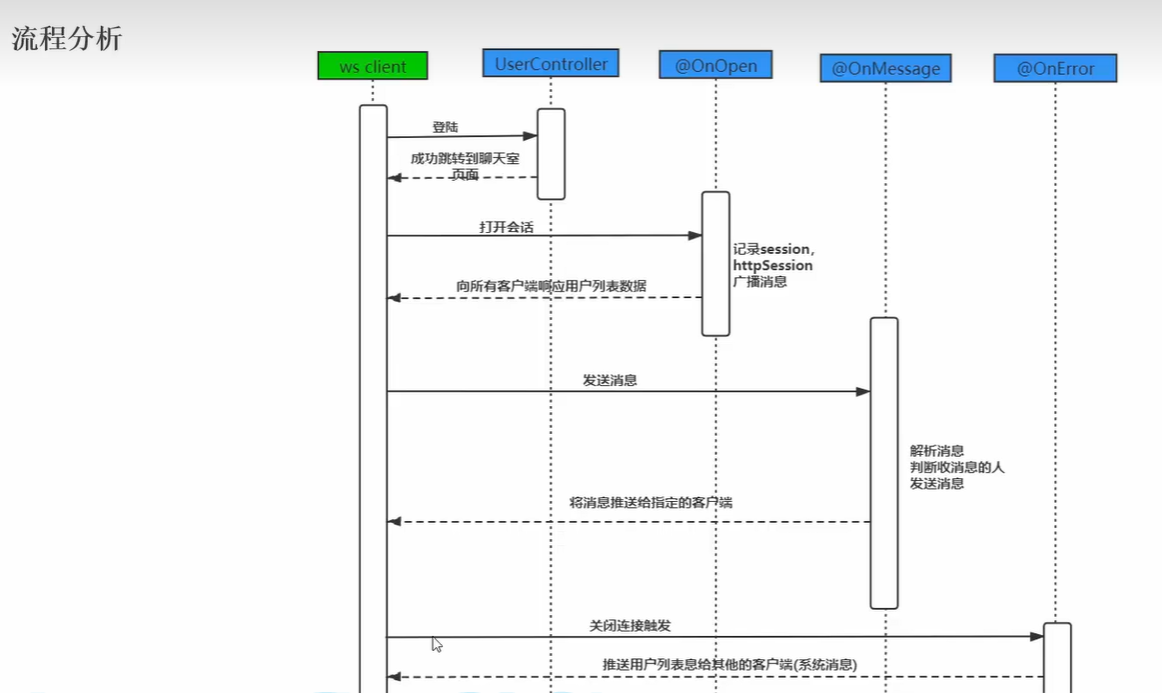 流程分析
ws client
UserController
@OnOpen
@OnMessage
@OnError
登陆
成功跳转到聊天室
页面
打开会话
记录session，
httpSession
广播消息
向所有客户端响应用户列表数据
发送消息
解析消息
判断收消息的人
发送消息
将消息推送给指定的客户端
关闭连接触发
推送用户列表息给其他的客户端(系统消息)